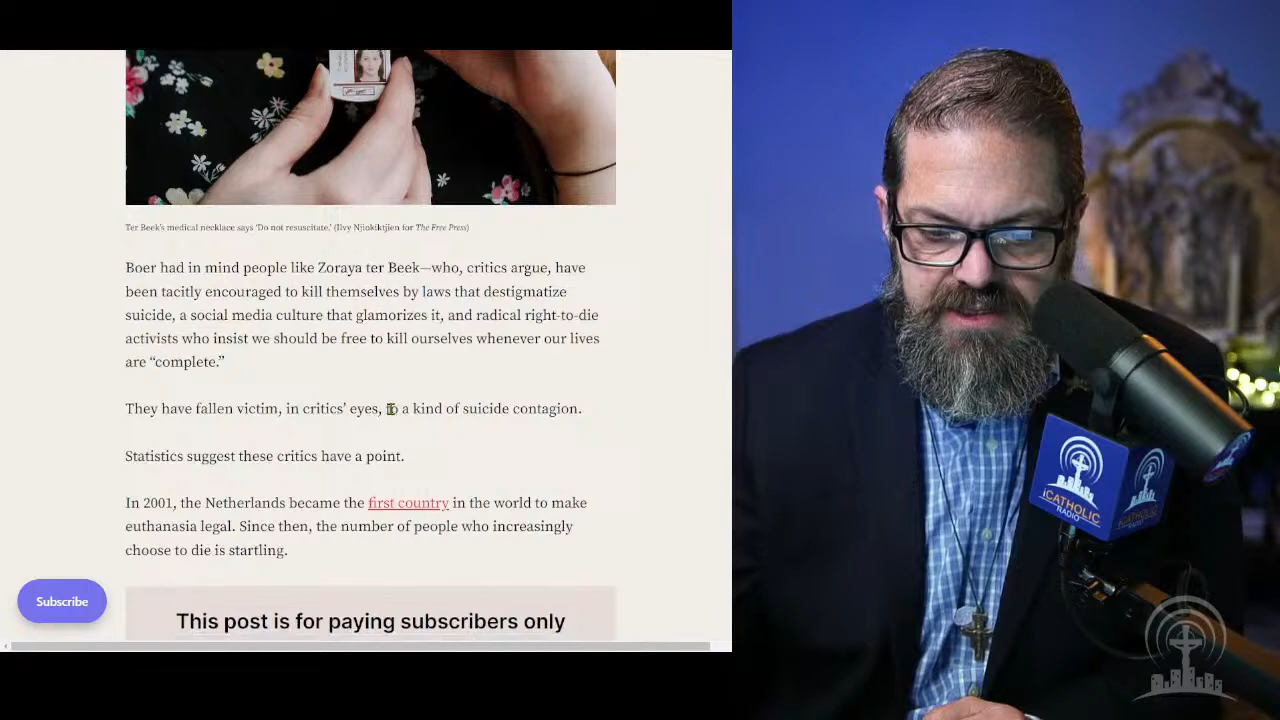 Ter Beek's medical necklace says 'Do not resuscitate.' (Ilvy Njiokiktjien for The Free Press)
Boer had in mind people like Zoraya ter Beek—who, critics argue, have
been tacitly encouraged to kill themselves by laws that destigmatize
suicide, a social media culture that glamorizes it, and radical right-to-die
activists who insist we should be free to kill ourselves whenever our lives
are “complete.”
They have fallen victim, in critics’ eyes, to a kind of suicide contagion.
Statistics suggest these critics have a point.
In 2001, the Netherlands became the first country in the world to make
euthanasia legal. Since then, the number of people who increasingly
choose to die is startling.
Subscribe
This post is for paying subscribers only
iCATHOLIC
RADIO